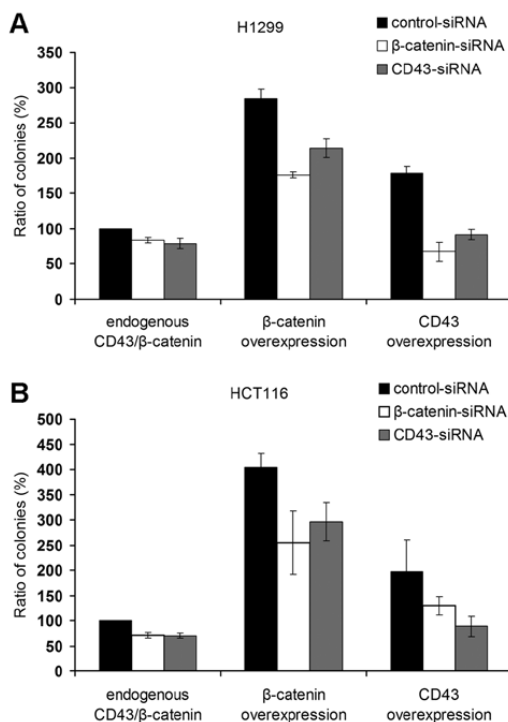 A
H1299
control-siRNA
β-catenin-siRNA
CD43-siRNA
Ratio of colonies (%)
350
300
250
200
150
100
50
0
endogenous
CD43/β-catenin
β-catenin
overexpression
CD43
overexpression
B
HCT116
control-siRNA
β-catenin-siRNA
CD43-siRNA
Ratio of colonies (%)
500
450
400
350
300
250
200
150
100
50
0
endogenous
CD43/β-catenin
β-catenin
overexpression
CD43
overexpression